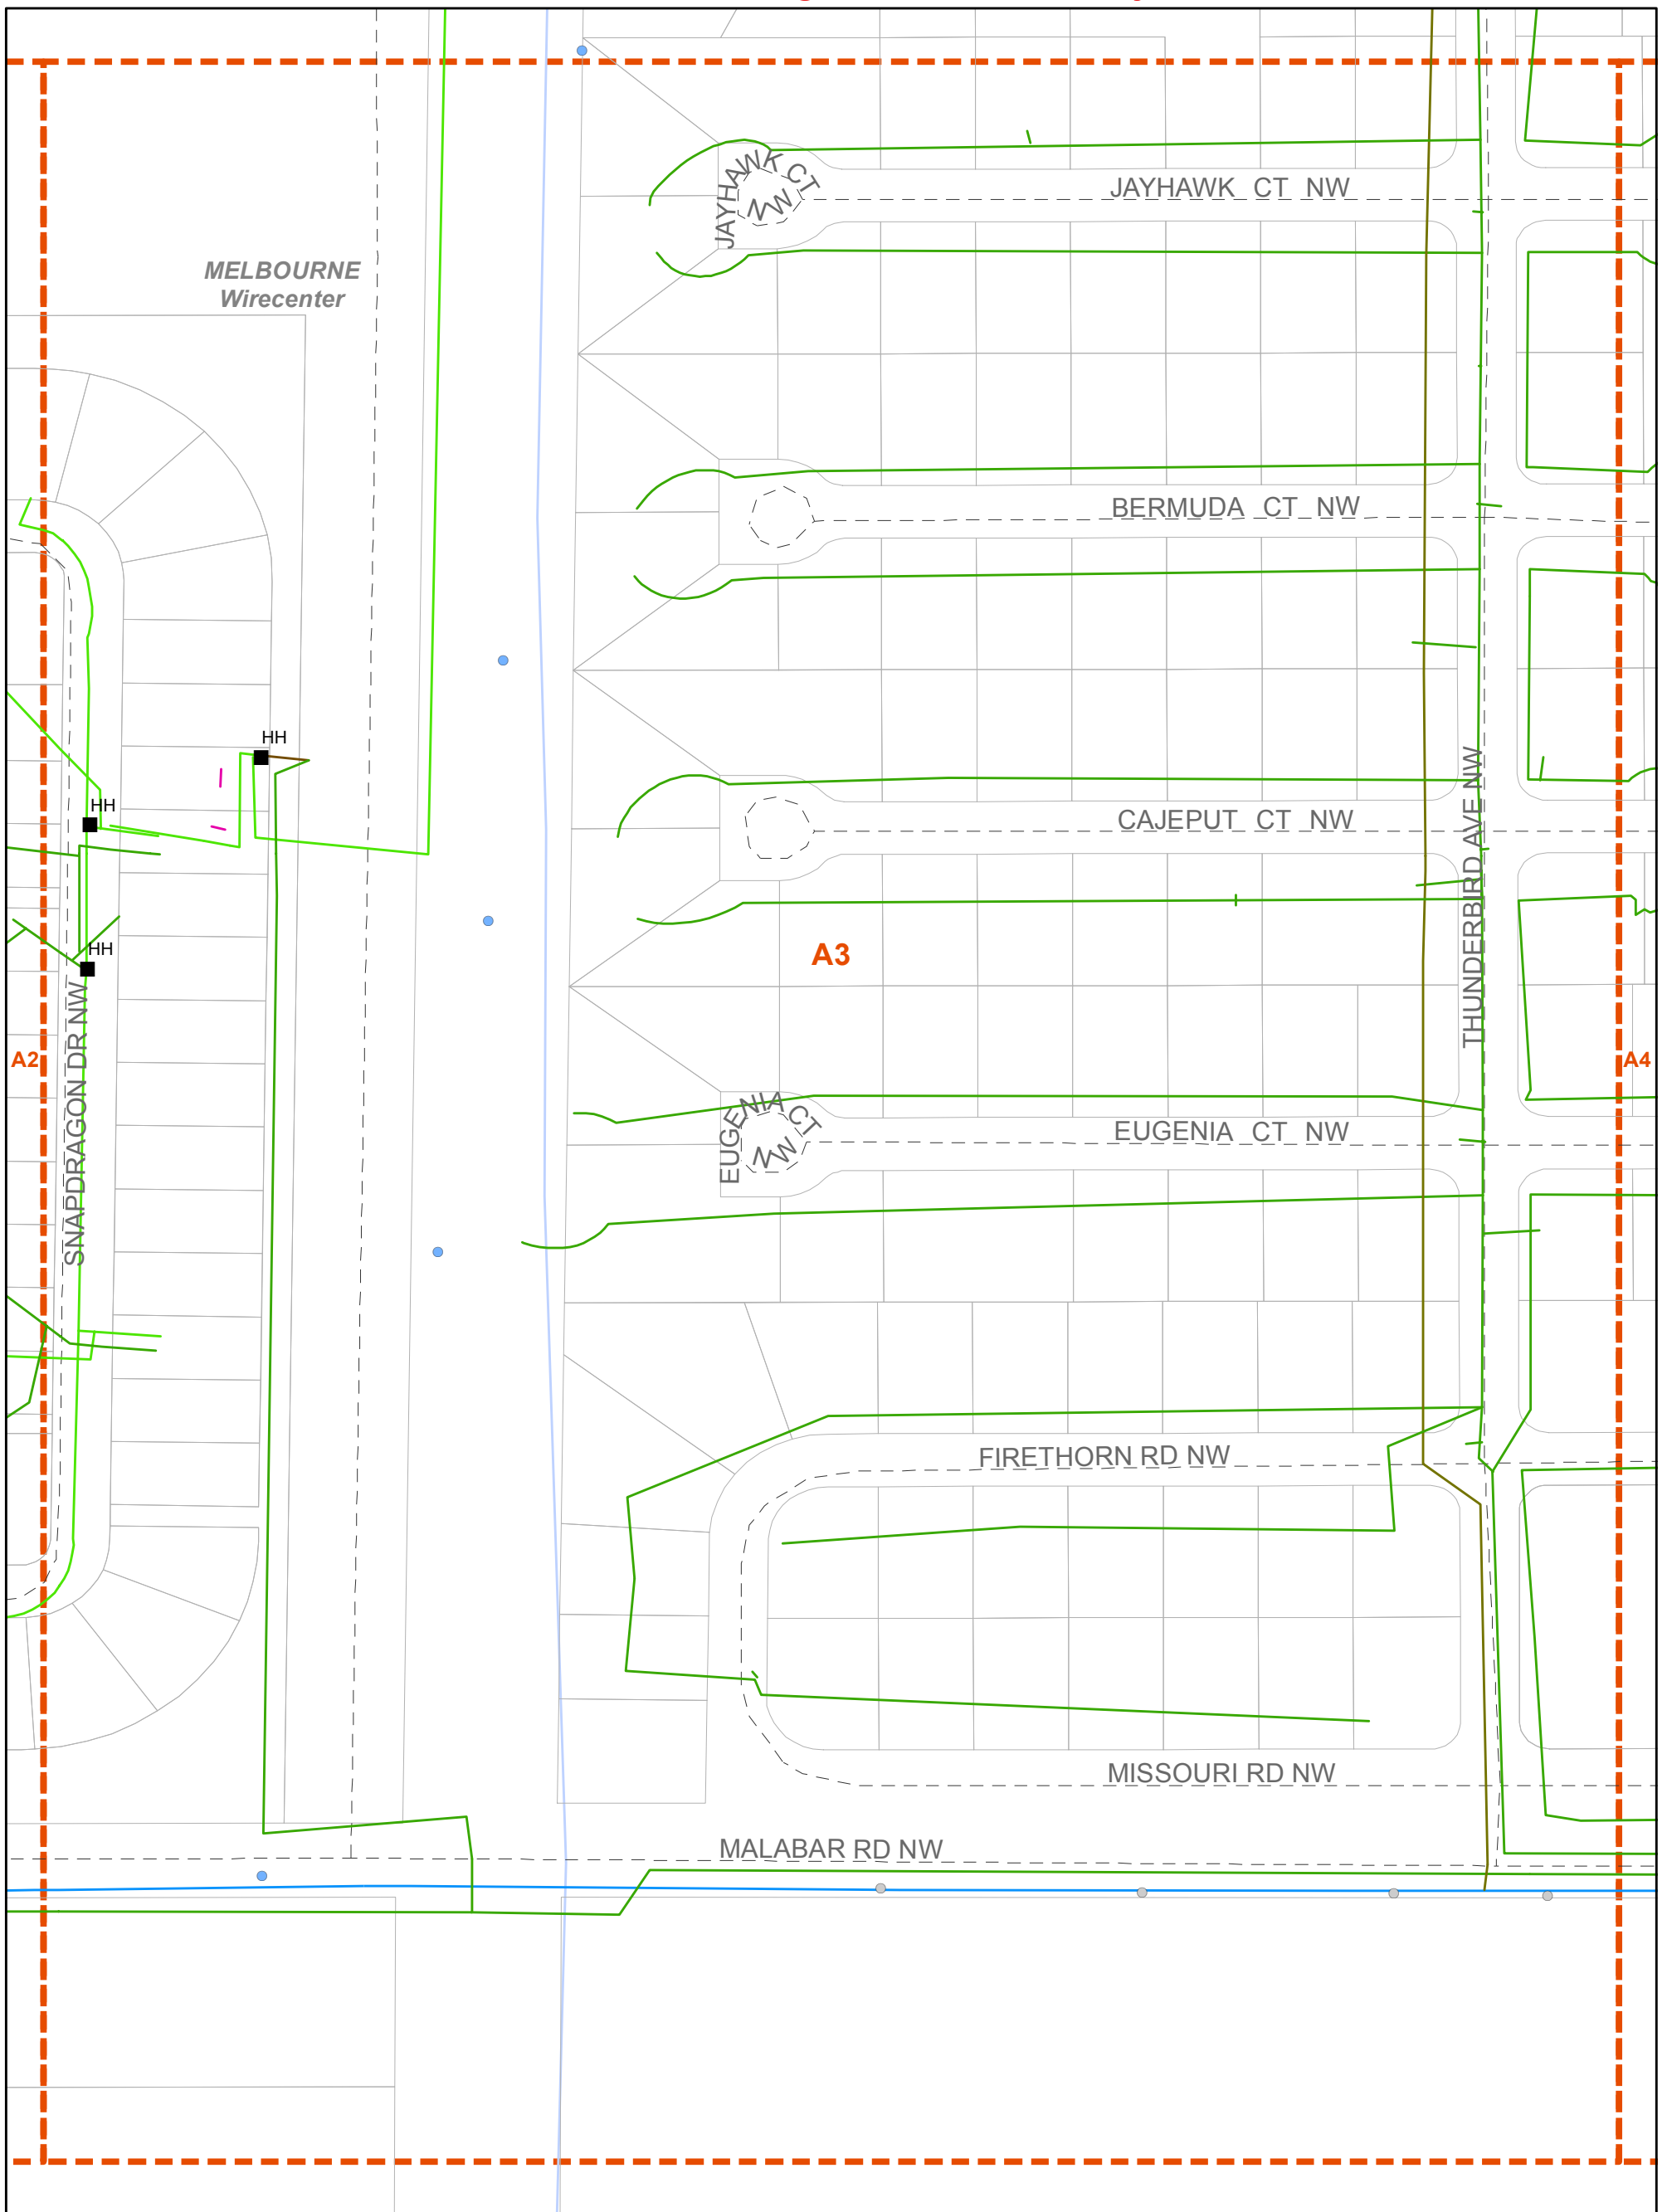 JAYHAWK CT
NW
JAYHAWK CT NW
MELBOURNE
Wirecenter
BERMUDA CT NW
HH
HH
CAJEPUT CT NW
THUNDERBIRD AVE NW
HH
A3
SNAPDRAGON DR NW
A2
A4
EUGENIA CT
NW
EUGENIA CT NW
FIRETHORN RD NW
MISSOURI RD NW
MALABAR RD NW